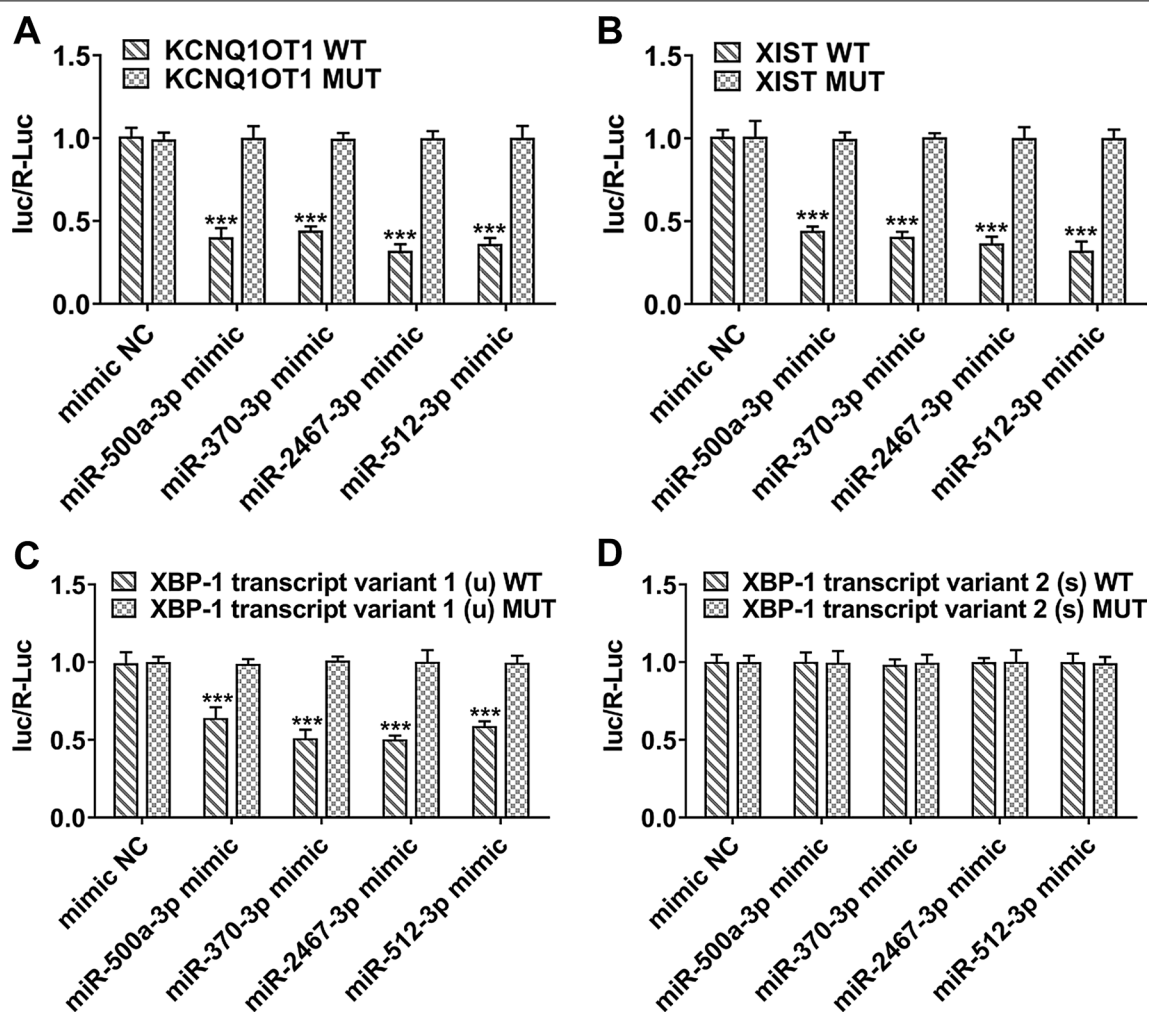 A
KCNQ1OT1 WT
KCNQ1OT1 MUT
luc/R-Luc
1.5
1.0
0.5
0.0
***
***
***
***
mimic NC
miR-500a-3p mimic
miR-370-3p mimic
miR-2467-3p mimic
miR-512-3p mimic
B
XIST WT
XIST MUT
luc/R-Luc
1.5
1.0
0.5
0.0
***
***
***
***
mimic NC
miR-500a-3p mimic
miR-370-3p mimic
miR-2467-3p mimic
miR-512-3p mimic
C
XBP-1 transcript variant 1 (u) WT
XBP-1 transcript variant 1 (u) MUT
luc/R-Luc
1.5
1.0
0.5
0.0
***
***
***
***
mimic NC
miR-500a-3p mimic
miR-370-3p mimic
miR-2467-3p mimic
miR-512-3p mimic
D
XBP-1 transcript variant 2 (s) WT
XBP-1 transcript variant 2 (s) MUT
luc/R-Luc
1.5
1.0
0.5
0.0
mimic NC
miR-500a-3p mimic
miR-370-3p mimic
miR-2467-3p mimic
miR-512-3p mimic